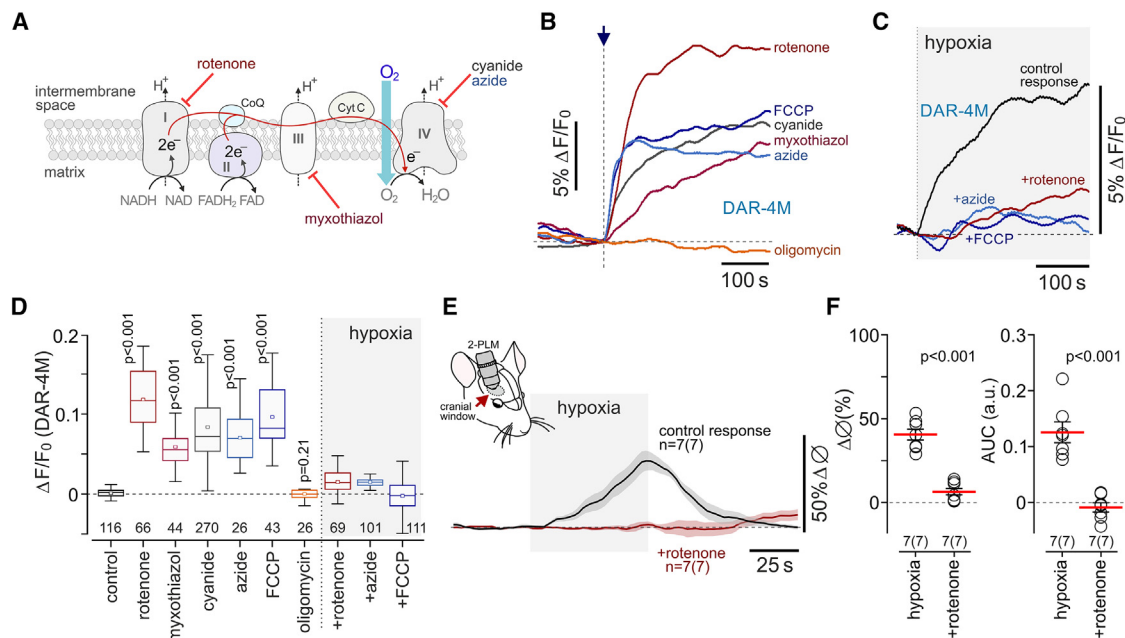 A
rotenone
cyanide
azide
O₂
H⁺
H⁺
H⁺
intermembrane
space
CoQ
Cyt C
I
III
IV
2e⁻
2e⁻
II
e⁻
matrix
NADH NAD FADH₂ FAD
O₂
H₂O
myxothiazol
B
rotenone
FCCP
cyanide
myxothiazol
azide
5% Δ F/F₀
DAR-4M
oligomycin
100 s
C
hypoxia
control
response
DAR-4M
+rotenone
+azide
+FCCP
5% Δ F/F₀
100 s
D
hypoxia
ΔF/F₀ (DAR-4M)
0.2
0.1
0
p<0.001
p<0.001
p<0.001
p<0.001
p<0.001
p=0.21
116 66 44 270 26 43 26 69 101 111
control
rotenone
myxothiazol
cyanide
azide
FCCP
oligomycin
+rotenone
+azide
+FCCP
E
2-PLM
cranial
window
hypoxia
control response
n=7(7)
+rotenone
n=7(7)
50% Δ Ø
25 s
F
ΔØ(%)
100
50
0
p<0.001
7(7) 7(7)
hypoxia
+rotenone
AUC (a.u.)
0.3
0.2
0.1
0
p<0.001
7(7) 7(7)
hypoxia
+rotenone